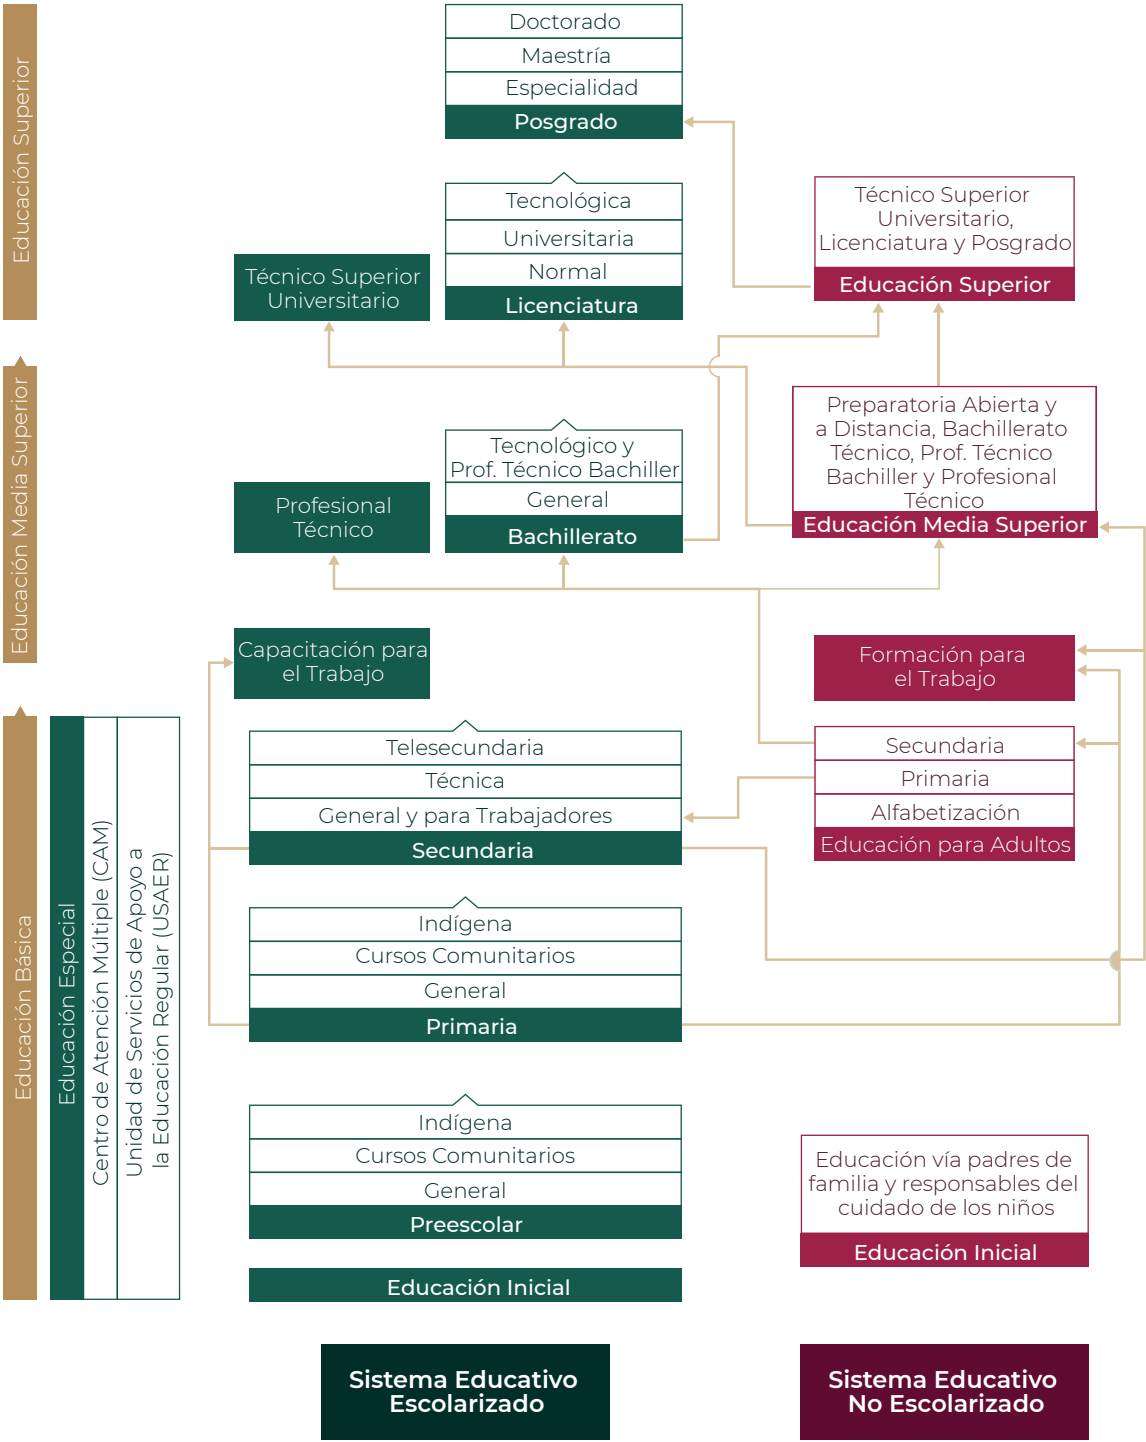 Educación Superior
Educación Media Superior
Educación Básica
Educación Especial
Centro de Atención Múltiple (CAM)
Unidad de Servicios de Apoyo a
la Educación Regular (USAER)
Doctorado
Maestría
Especialidad
Posgrado
Tecnológica
Universitaria
Normal
Licenciatura
Técnico Superior
Universitario
Técnico Superior
Universitario,
Licenciatura y Posgrado
Educación Superior
Tecnológico y
Prof. Técnico Bachiller
General
Bachillerato
Profesional
Técnico
Preparatoria Abierta y
a Distancia, Bachillerato
Técnico, Prof. Técnico
Bachiller y Profesional
Técnico
Educación Media Superior
Capacitación para
el Trabajo
Formación para
el Trabajo
Telesecundaria
Técnica
General y para Trabajadores
Secundaria
Secundaria
Primaria
Alfabetización
Educación para Adultos
Indígena
Cursos Comunitarios
General
Primaria
Indígena
Cursos Comunitarios
General
Preescolar
Educación Inicial
Educación vía padres de
familia y responsables del
cuidado de los niños
Educación Inicial
Sistema Educativo
Escolarizado
Sistema Educativo
No Escolarizado